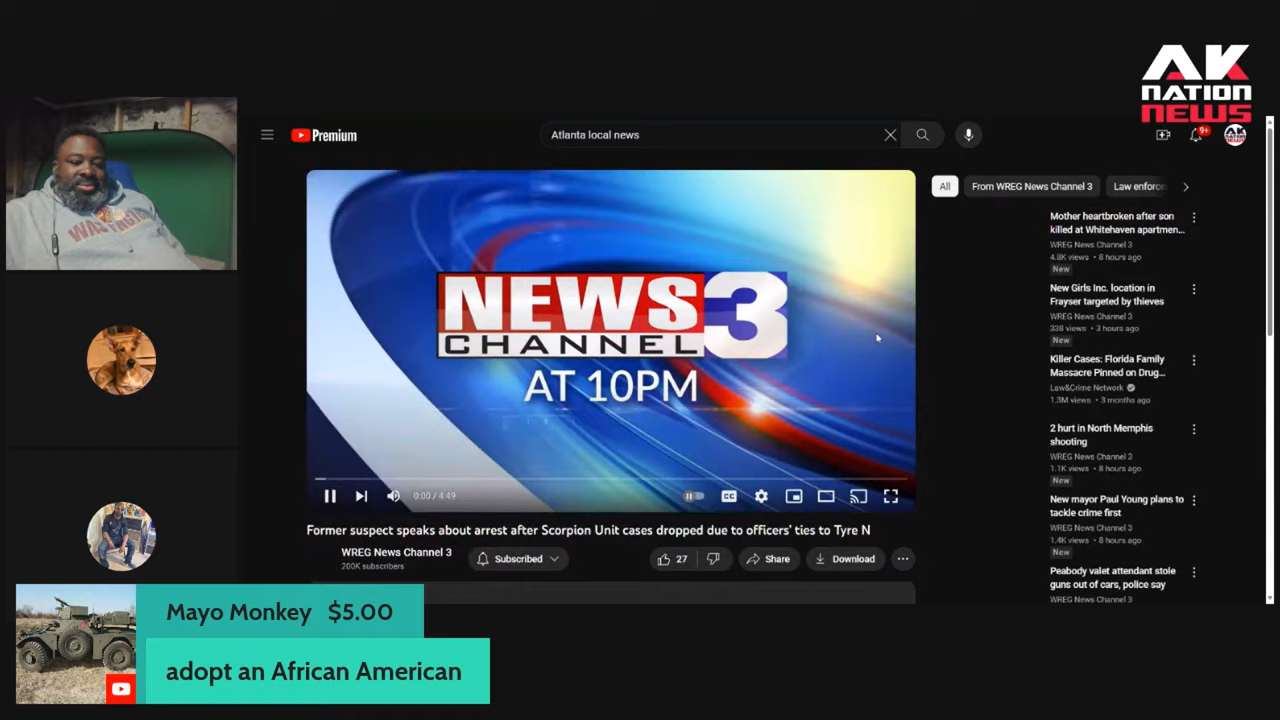 AK
NATION
NEWS
Premium
Atlanta local news
9+
WASHINGTON
NEWS
CHANNEL 3
AT 10PM
0:00 / 4:49
CC
Former suspect speaks about arrest after Scorpion Unit cases dropped due to officers' ties to Tyre N
WREG News Channel 3
200K subscribers
Subscribed
27
Share
Download
All
From WREG News Channel 3
Law enforce
Mother heartbroken after son
killed at Whitehaven apartmen...
WREG News Channel 3
4.8K views • 8 hours ago
New
New Girls Inc. location in
Frayser targeted by thieves
WREG News Channel 3
338 views • 3 hours ago
New
Killer Cases: Florida Family
Massacre Pinned on Drug...
Law&Crime Network
1.3M views • 3 months ago
2 hurt in North Memphis
shooting
WREG News Channel 3
1.1K views • 8 hours ago
New
New mayor Paul Young plans to
tackle crime first
WREG News Channel 3
1.4K views • 8 hours ago
New
Peabody valet attendant stole
guns out of cars, police say
WREG News Channel 3
Mayo Monkey $5.00
adopt an African American